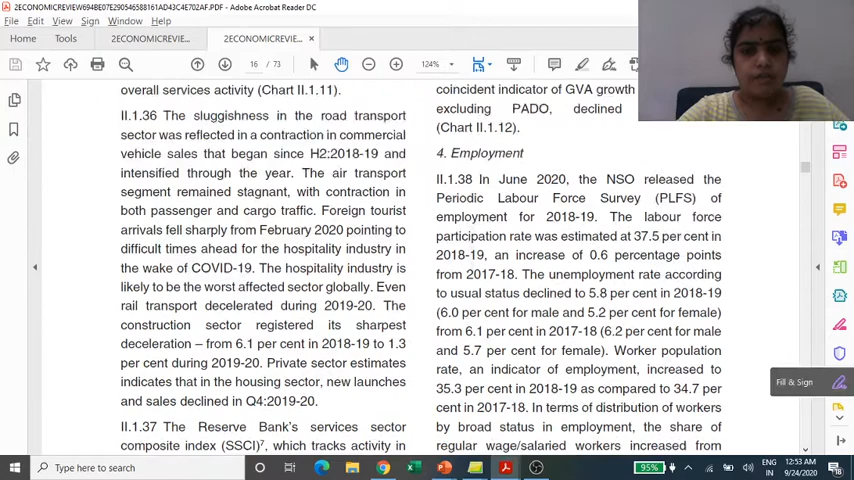 2ECONOMICREVIE694BE07E290546588161AD43C4E702AF.PDF - Adobe Acrobat Reader DC
File Edit View Sign Window Help
Home Tools 2ECONOMICREVIE... 2ECONOMICREVIE... ×
16 / 73 124%
overall services activity (Chart II.1.11).
II.1.36 The sluggishness in the road transport
sector was reflected in a contraction in commercial
vehicle sales that began since H2:2018-19 and
intensified through the year. The air transport
segment remained stagnant, with contraction in
both passenger and cargo traffic. Foreign tourist
arrivals fell sharply from February 2020 pointing to
difficult times ahead for the hospitality industry in
the wake of COVID-19. The hospitality industry is
likely to be the worst affected sector globally. Even
rail transport decelerated during 2019-20. The
construction sector registered its sharpest
deceleration – from 6.1 per cent in 2018-19 to 1.3
per cent during 2019-20. Private sector estimates
indicates that in the housing sector, new launches
and sales declined in Q4:2019-20.
II.1.37 The Reserve Bank's services sector
composite index (SSCI)7, which tracks activity in
coincident indicator of GVA growth
excluding PADO, declined
(Chart II.1.12).
4. Employment
II.1.38 In June 2020, the NSO released the
Periodic Labour Force Survey (PLFS) of
employment for 2018-19. The labour force
participation rate was estimated at 37.5 per cent in
2018-19, an increase of 0.6 percentage points
from 2017-18. The unemployment rate according
to usual status declined to 5.8 per cent in 2018-19
(6.0 per cent for male and 5.2 per cent for female)
from 6.1 per cent in 2017-18 (6.2 per cent for male
and 5.7 per cent for female). Worker population
rate, an indicator of employment, increased to
35.3 per cent in 2018-19 as compared to 34.7 per
cent in 2017-18. In terms of distribution of workers
by broad status in employment, the share of
regular wage/salaried workers increased from
Fill & Sign
Type here to search
95%
ENG
IN
12:53 AM
9/24/2020
18